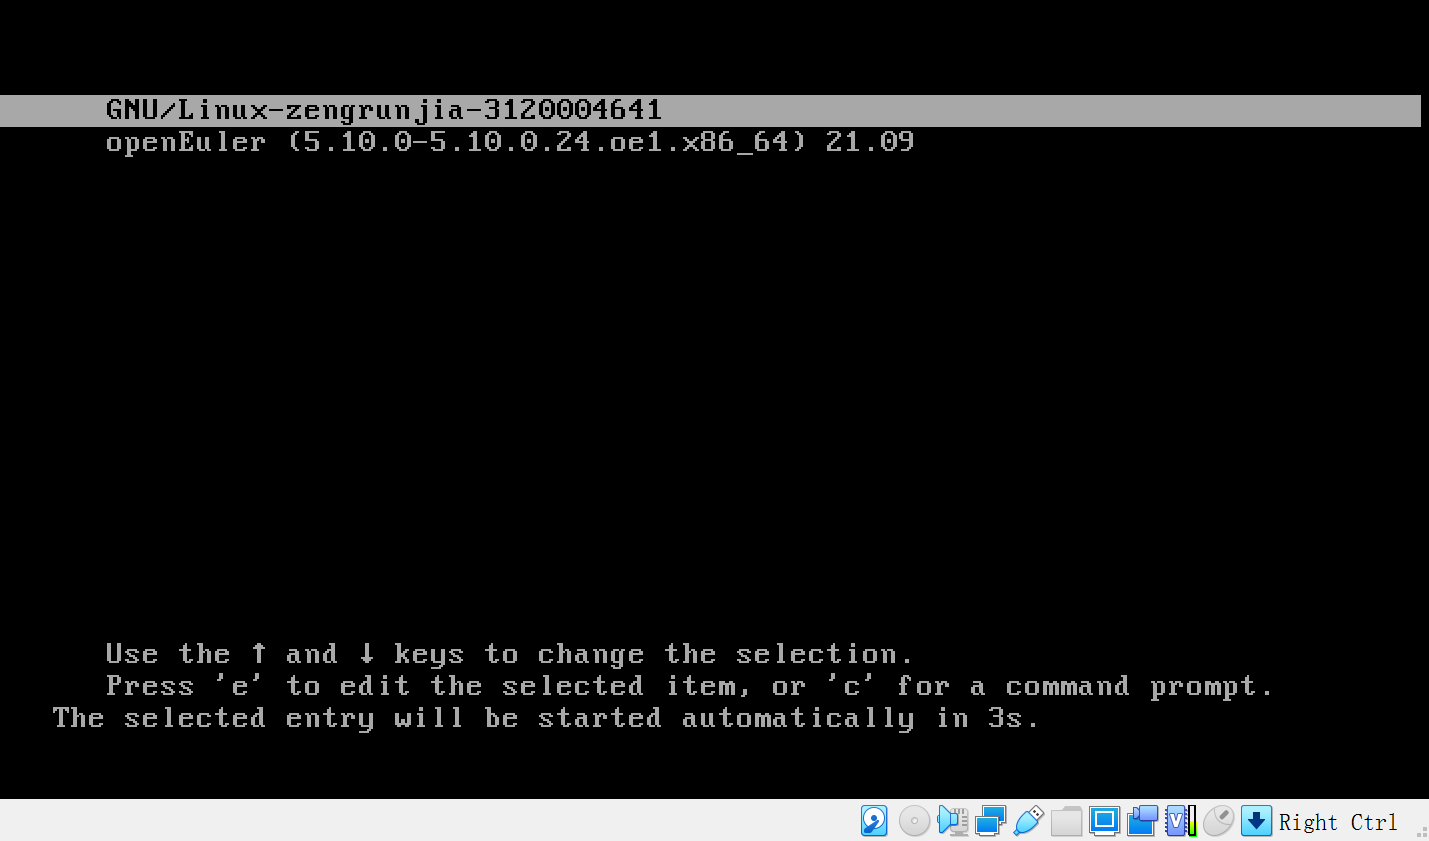 GNU/Linux-zengrunjia-3120004641
openEuler (5.10.0-5.10.0.24.oe1.x86_64) 21.09
Use the ↑ and ↓ keys to change the selection.
Press 'e' to edit the selected item, or 'c' for a command prompt.
The selected entry will be started automatically in 3s.
V
Right Ctrl